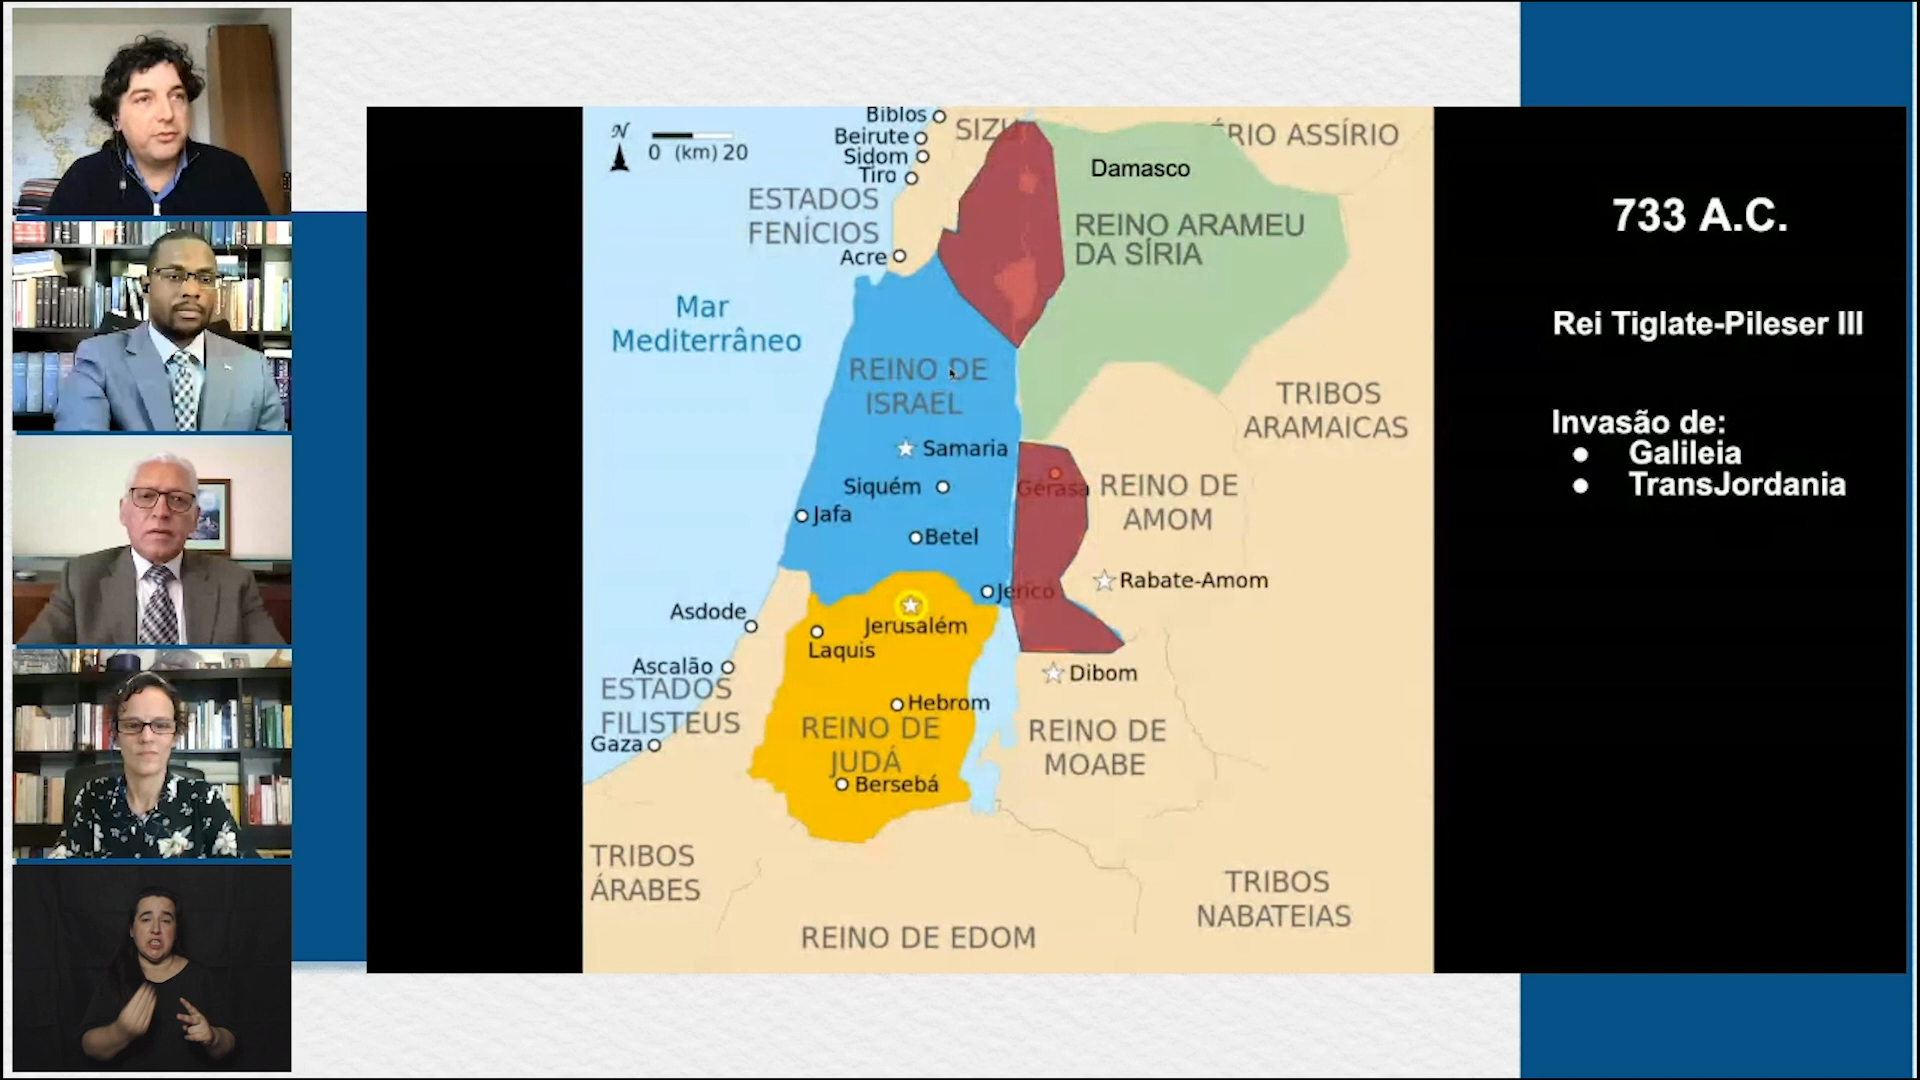 Biblos
Beirute
Sidom
Tiro
N
0 (km) 20
ESTADOS
FENÍCIOS
Acre
Damasco
REINO ARAMEU
DA SÍRIA
Mar
Mediterrâneo
REINO DE
ISRAEL
Samaria
Siquém
Jafa
Betel
TRIBOS
ARAMAICAS
Gerasa
REINO DE
AMOM
Jericó
Rabate-Amom
Asdode
Jerusalém
Laquis
Ascalão
ESTADOS
FILISTEUS
Gaza
Hebrom
REINO DE
JUDÁ
Bersebá
Dibom
REINO DE
MOABE
TRIBOS
ÁRABES
TRIBOS
NABATEIAS
REINO DE EDOM
ASSÍRIO
733 A.C.
Rei Tiglate-Pileser III
Invasão de:
● Galileia
● TransJordania